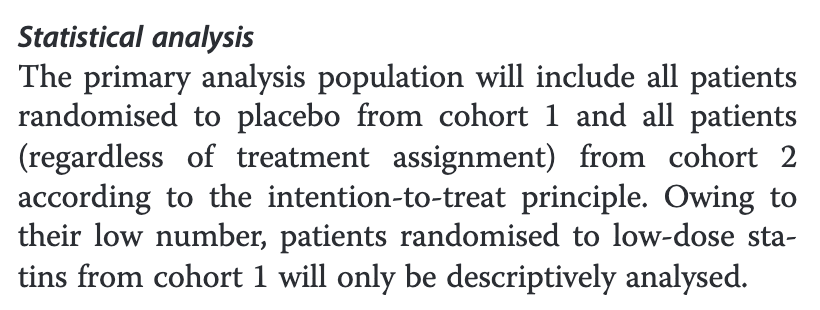 Statistical analysis
The primary analysis population will include all patients
randomised to placebo from cohort 1 and all patients
(regardless of treatment assignment) from cohort 2
according to the intention-to-treat principle. Owing to
their low number, patients randomised to low-dose sta-
tins from cohort 1 will only be descriptively analysed.